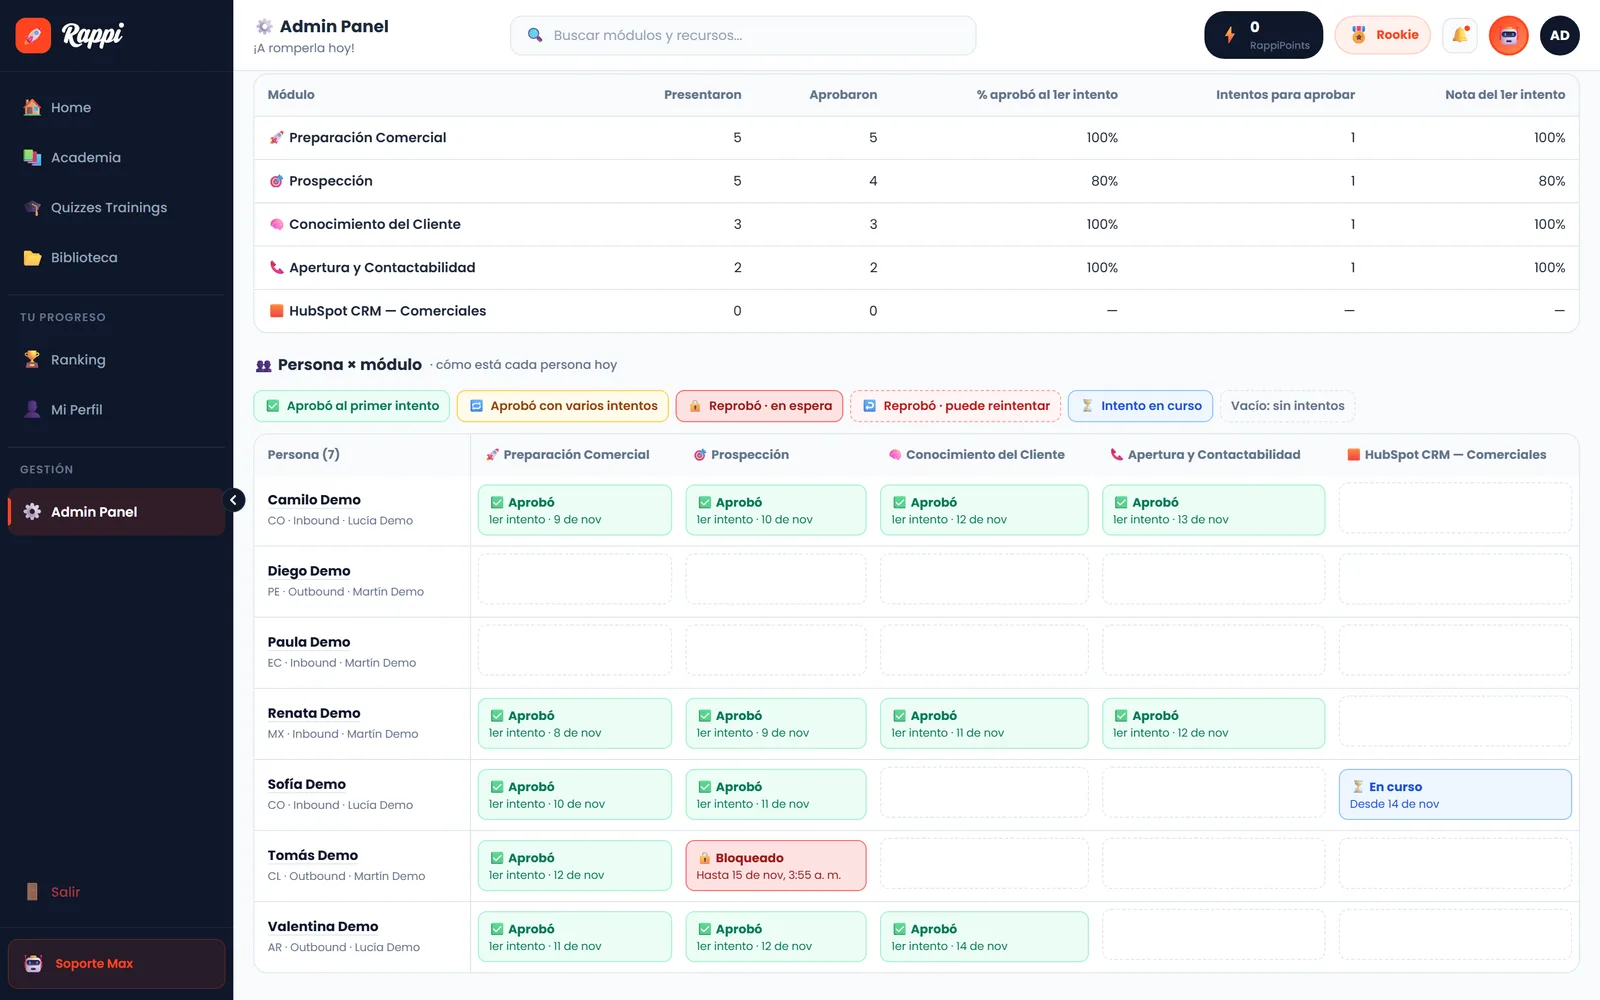 Rappi
Home
Academia
Quizzes Trainings
Biblioteca
TU PROGRESO
Ranking
Mi Perfil
GESTIÓN
Admin Panel
Salir
Soporte Max
Admin Panel
¡A romperla hoy!
Buscar módulos y recursos...
0
RappiPoints
Rookie
AD
Módulo Presentaron Aprobaron % aprobó al 1er intento Intentos para aprobar Nota del 1er intento
Preparación Comercial 5 5 100% 1 100%
Prospección 5 4 80% 1 80%
Conocimiento del Cliente 3 3 100% 1 100%
Apertura y Contactabilidad 2 2 100% 1 100%
HubSpot CRM — Comerciales 0 0 — — —
Persona × módulo · cómo está cada persona hoy
Aprobó al primer intento Aprobó con varios intentos Reprobó · en espera Reprobó · puede reintentar Intento en curso Vacío: sin intentos
Persona (7) Preparación Comercial Prospección Conocimiento del Cliente Apertura y Contactabilidad HubSpot CRM — Comerciales
Camilo Demo Aprobó Aprobó Aprobó Aprobó
CO · Inbound · Lucía Demo 1er intento · 9 de nov 1er intento · 10 de nov 1er intento · 12 de nov 1er intento · 13 de nov
Diego Demo
PE · Outbound · Martín Demo
Paula Demo
EC · Inbound · Martín Demo
Renata Demo Aprobó Aprobó Aprobó Aprobó
MX · Inbound · Martín Demo 1er intento · 8 de nov 1er intento · 9 de nov 1er intento · 11 de nov 1er intento · 12 de nov
Sofía Demo Aprobó Aprobó En curso
CO · Inbound · Lucía Demo 1er intento · 10 de nov 1er intento · 11 de nov Desde 14 de nov
Tomás Demo Aprobó Bloqueado
CL · Outbound · Martín Demo 1er intento · 12 de nov Hasta 15 de nov, 3:55 a. m.
Valentina Demo Aprobó Aprobó Aprobó
AR · Outbound · Lucía Demo 1er intento · 11 de nov 1er intento · 12 de nov 1er intento · 14 de nov